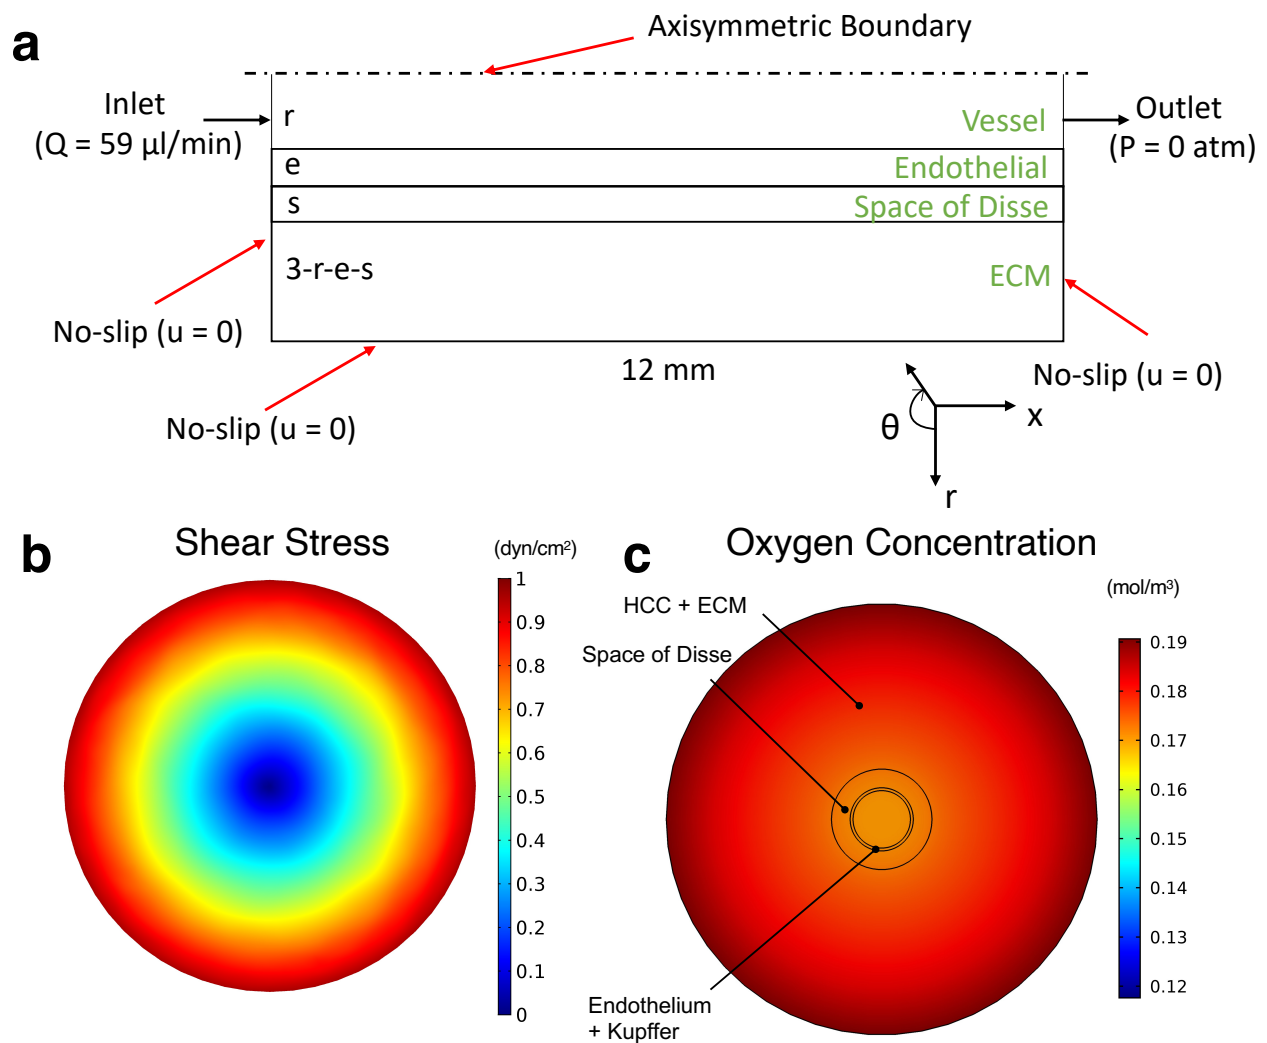 a
Axisymmetric Boundary
Inlet
(Q = 59 µl/min)
r
Vessel
Outlet
(P = 0 atm)
e
Endothelial
s
Space of Disse
3-r-e-s
ECM
No-slip (u = 0)
12 mm
No-slip (u = 0)
No-slip (u = 0)
θ
x
r
b
Shear Stress
(dyn/cm²)
1
0.9
0.8
0.7
0.6
0.5
0.4
0.3
0.2
0.1
0
c
Oxygen Concentration
(mol/m³)
HCC + ECM
Space of Disse
Endothelium
+ Kupffer
0.19
0.18
0.17
0.16
0.15
0.14
0.13
0.12